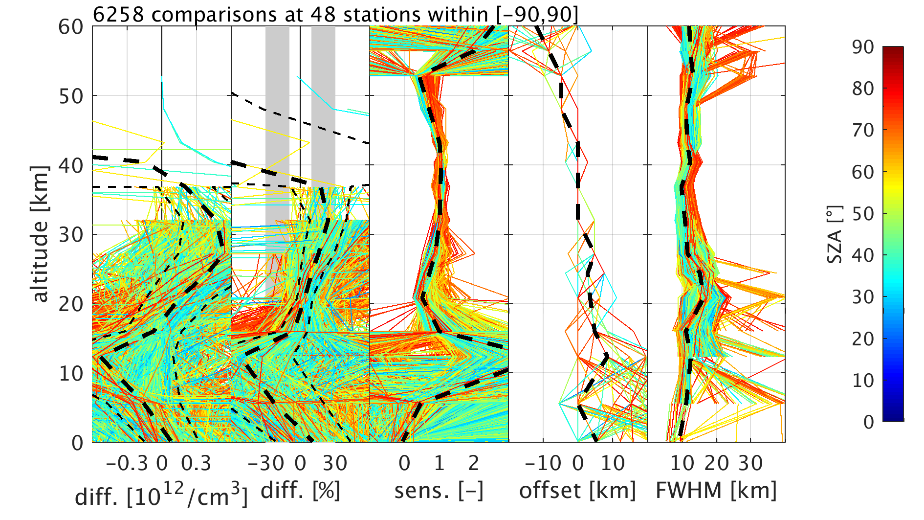 6258 comparisons at 48 stations within [−90,90]
60
50
40
30
20
10
0
altitude [km]
−0.3 0 0.3
diff. [10^12/cm^3]
−30 0 30
diff. [%]
0 1 2
sens. [-]
−10 0 10
offset [km]
10 20 30
FWHM [km]
90
80
70
60
50
40
30
20
10
0
SZA [°]